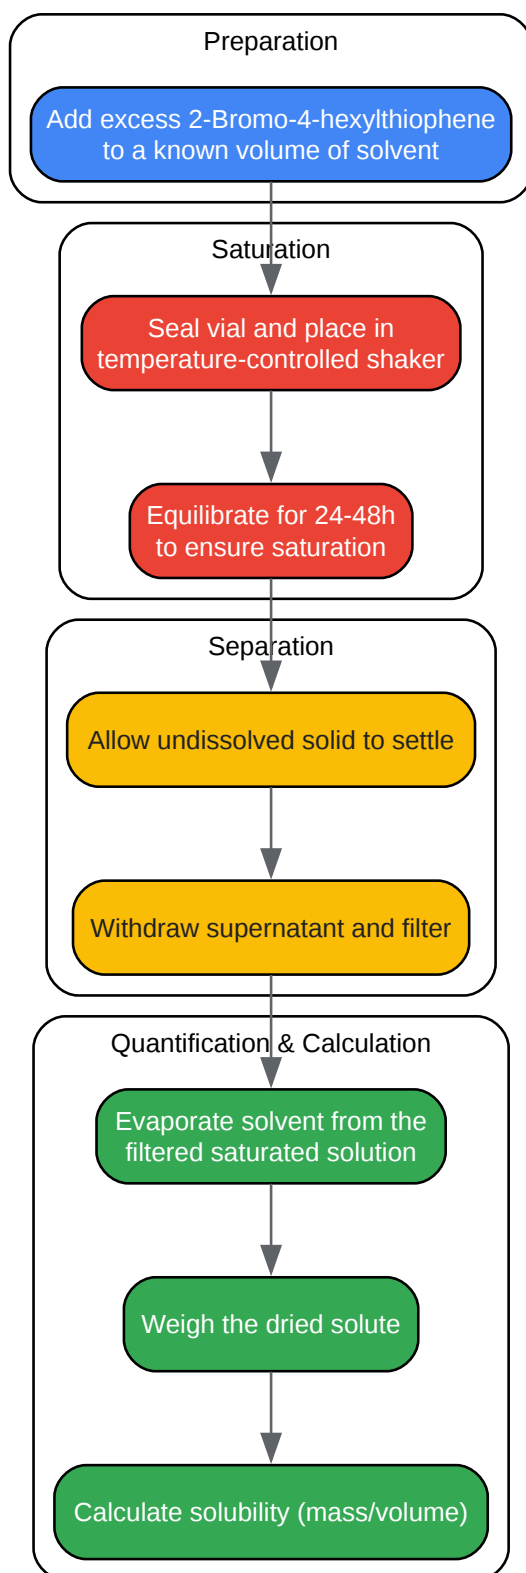 Preparation
Add excess 2-Bromo-4-hexylthiophene
to a known volume of solvent
Saturation
Seal vial and place in
temperature-controlled shaker
Equilibrate for 24-48h
to ensure saturation
Separation
Allow undissolved solid to settle
Withdraw supernatant and filter
Quantification & Calculation
Evaporate solvent from the
filtered saturated solution
Weigh the dried solute
Calculate solubility (mass/volume)